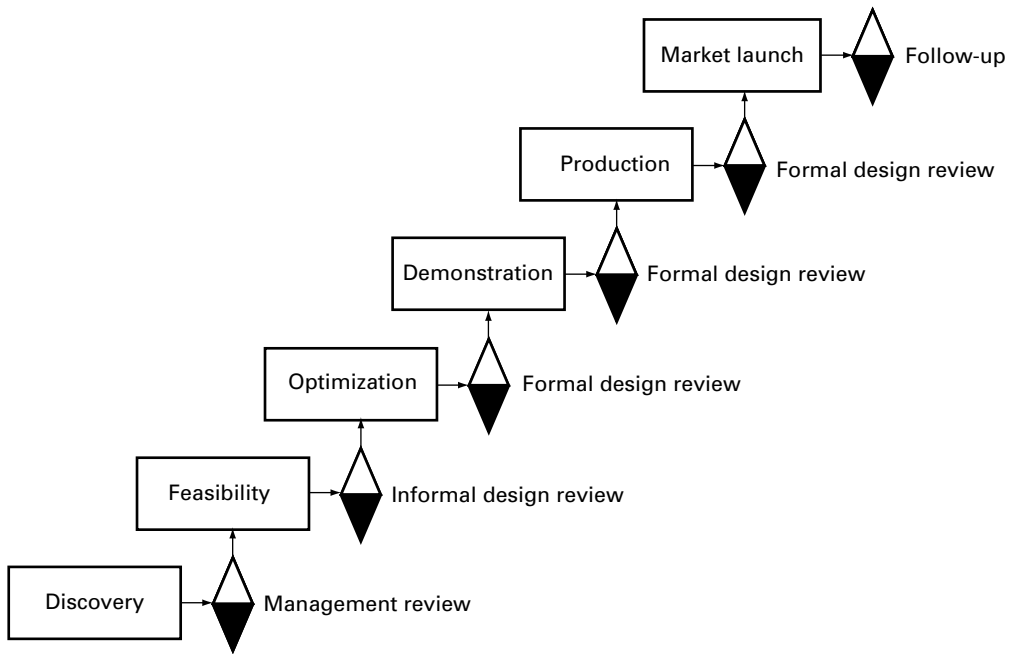 Market launch
Follow-up
Production
Formal design review
Demonstration
Formal design review
Optimization
Formal design review
Feasibility
Informal design review
Discovery
Management review